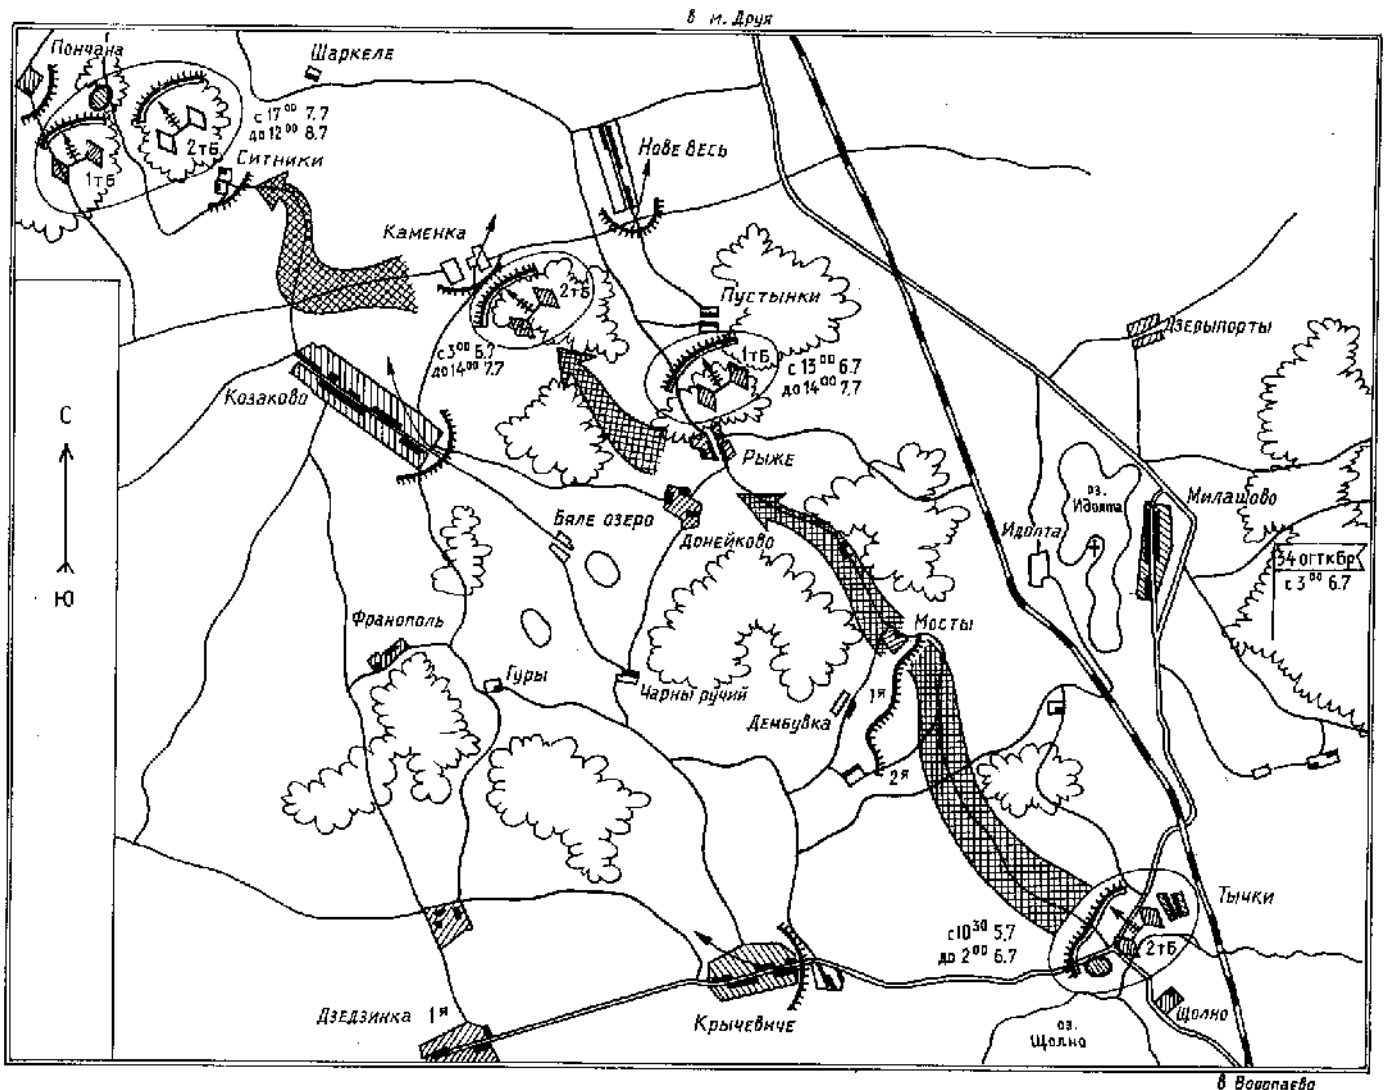 в м. Друя
Пончана
Шаркеле
с 17⁰⁰ 7.7
до 12⁰⁰ 8.7
2тБ
1тБ
Ситники
Нове весь
Каменка
2тБ
Пустынки
Дзевыпорты
с 3⁰⁰ 6.7
до 14⁰⁰ 7.7
1тБ
с 13⁰⁰ 6.7
до 14⁰⁰ 7.7
Козаково
С
Рыже
оз.
Идолта
Милашово
Бяле озеро
Донейково
Идолта
34 огткбр
с 3⁰⁰ 6.7
Ю
Франополь
Мосты
Гуры
Чарны ручий
1я
Дембувка
2я
Тычки
с 10³⁰ 5.7
до 2⁰⁰ 6.7
2тБ
Дзедзинка 1я
Крычевиче
Щолно
оз.
Щолно
в Воропаево